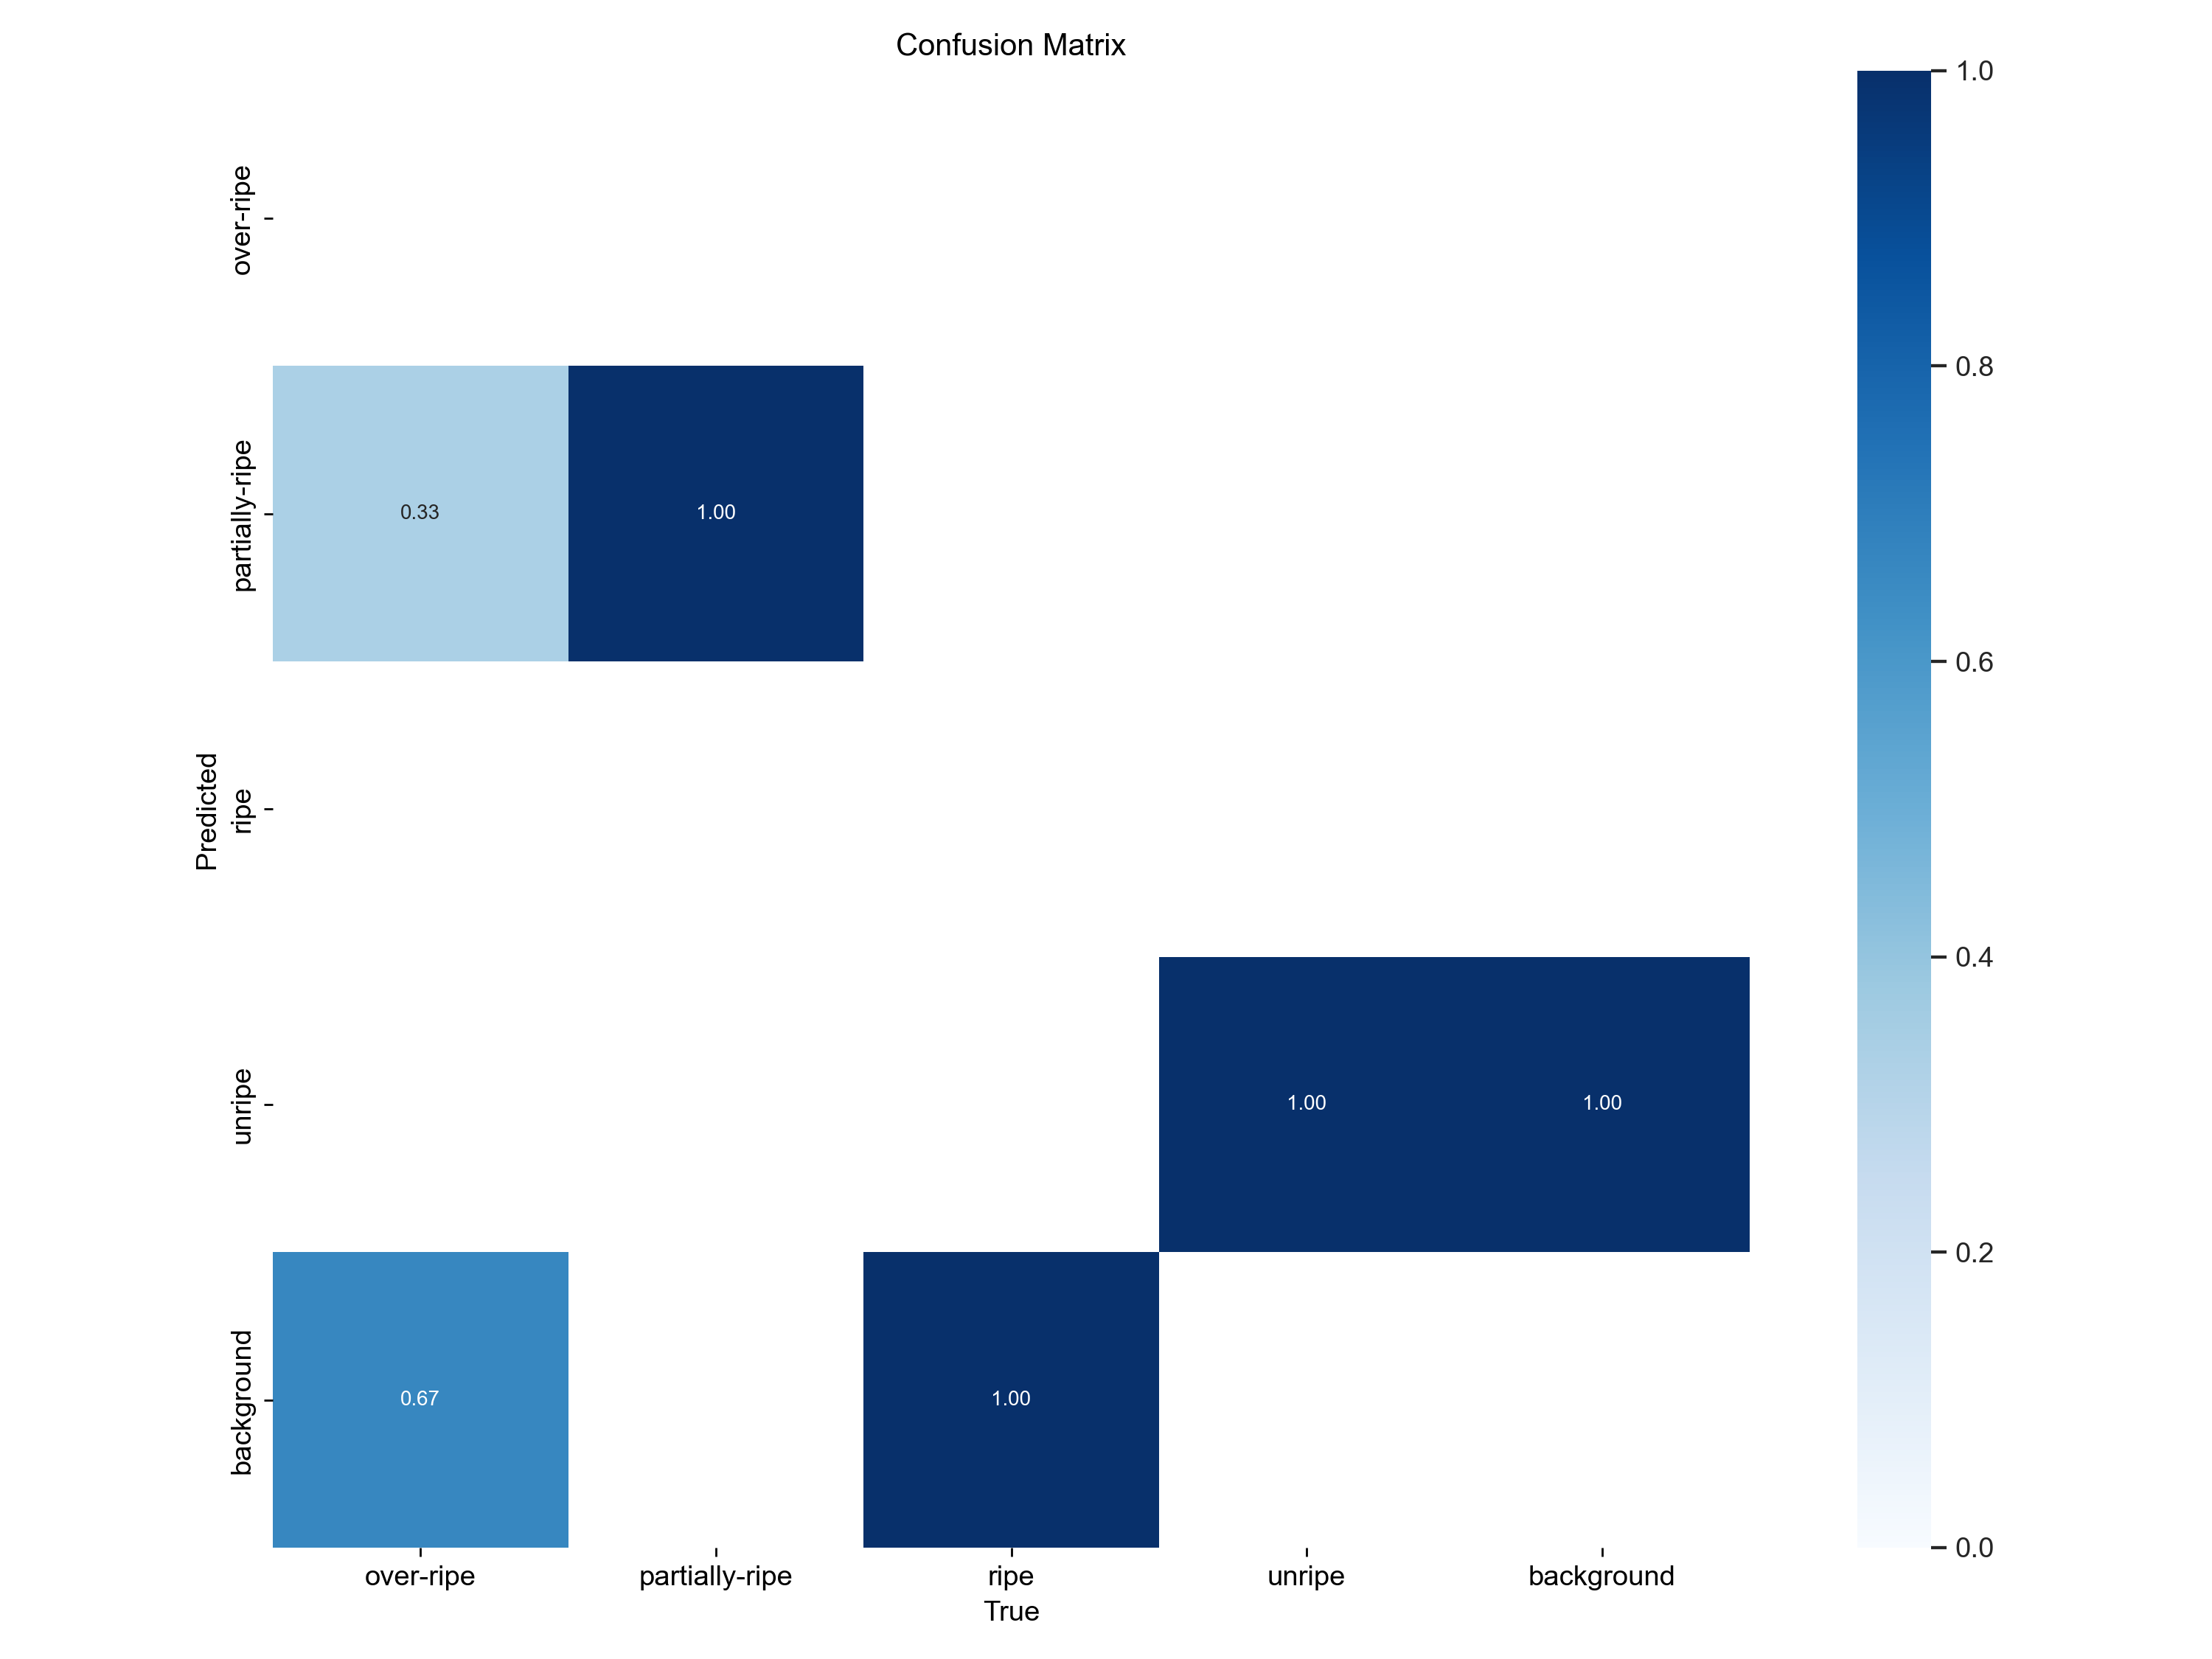 Confusion Matrix
1.0
over-ripe
0.8
partially-ripe
0.33
1.00
0.6
Predicted
ripe
0.4
unripe
1.00
1.00
0.2
background
0.67
1.00
0.0
over-ripe
partially-ripe
ripe
unripe
background
True